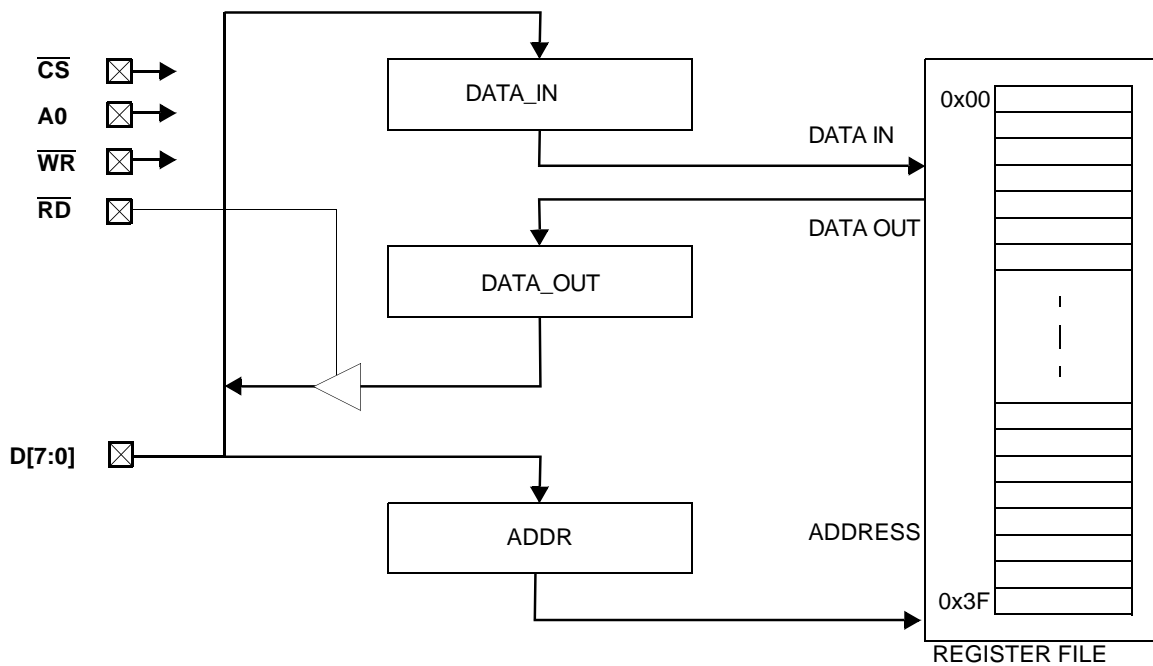 CS
A0
WR
RD
D[7:0]
DATA_IN
DATA IN
DATA OUT
DATA_OUT
ADDR
ADDRESS
0x00
0x3F
REGISTER FILE